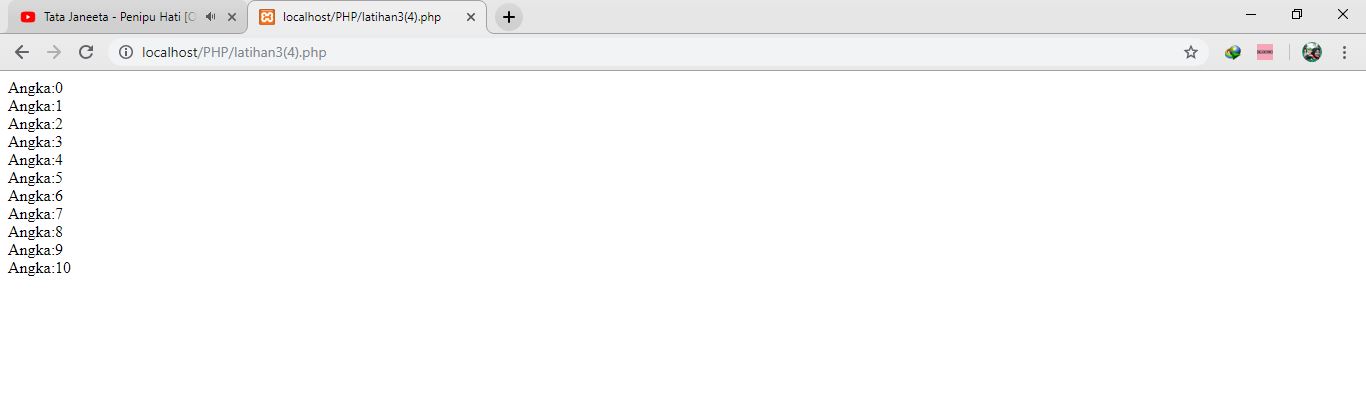 Tata Janeeta - Penipu Hati [O
localhost/PHP/latihan3(4).php
localhost/PHP/latihan3(4).php
Angka:0
Angka:1
Angka:2
Angka:3
Angka:4
Angka:5
Angka:6
Angka:7
Angka:8
Angka:9
Angka:10